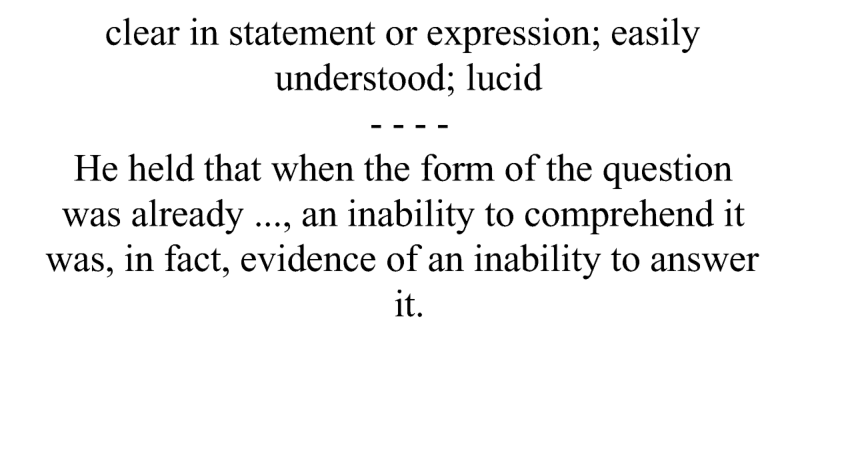 clear in statement or expression; easily
understood; lucid
- - - -
He held that when the form of the question
was already ..., an inability to comprehend it
was, in fact, evidence of an inability to answer
it.